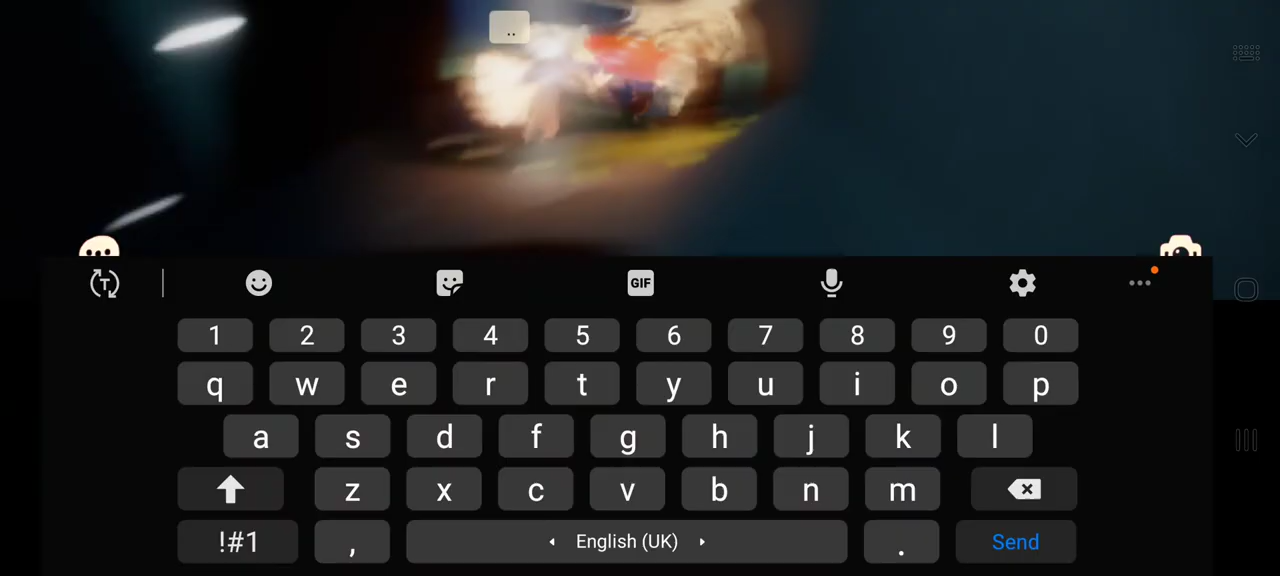 ..
GIF
1 2 3 4 5 6 7 8 9 0
q w e r t y u i o p
a s d f g h j k l
z x c v b n m
!#1 , English (UK) . Send